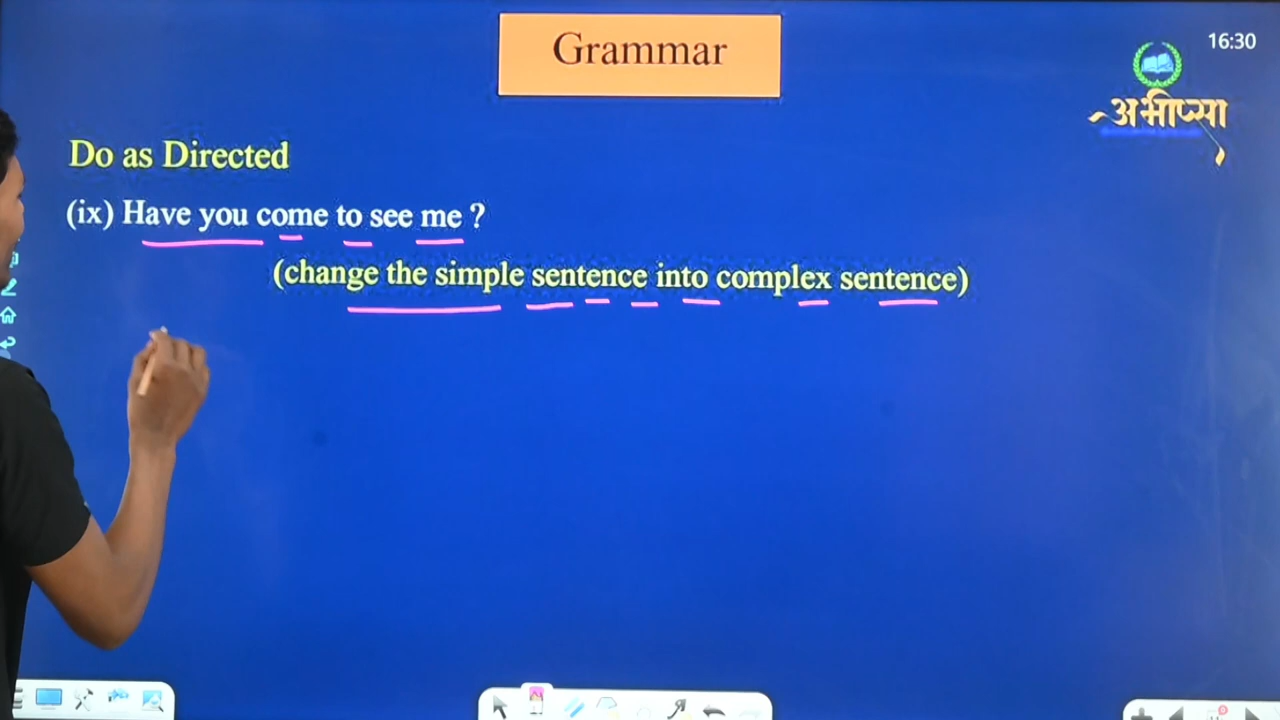 Grammar
16:30
अभीप्सा
Do as Directed
(ix) Have you come to see me ?
(change the simple sentence into complex sentence)